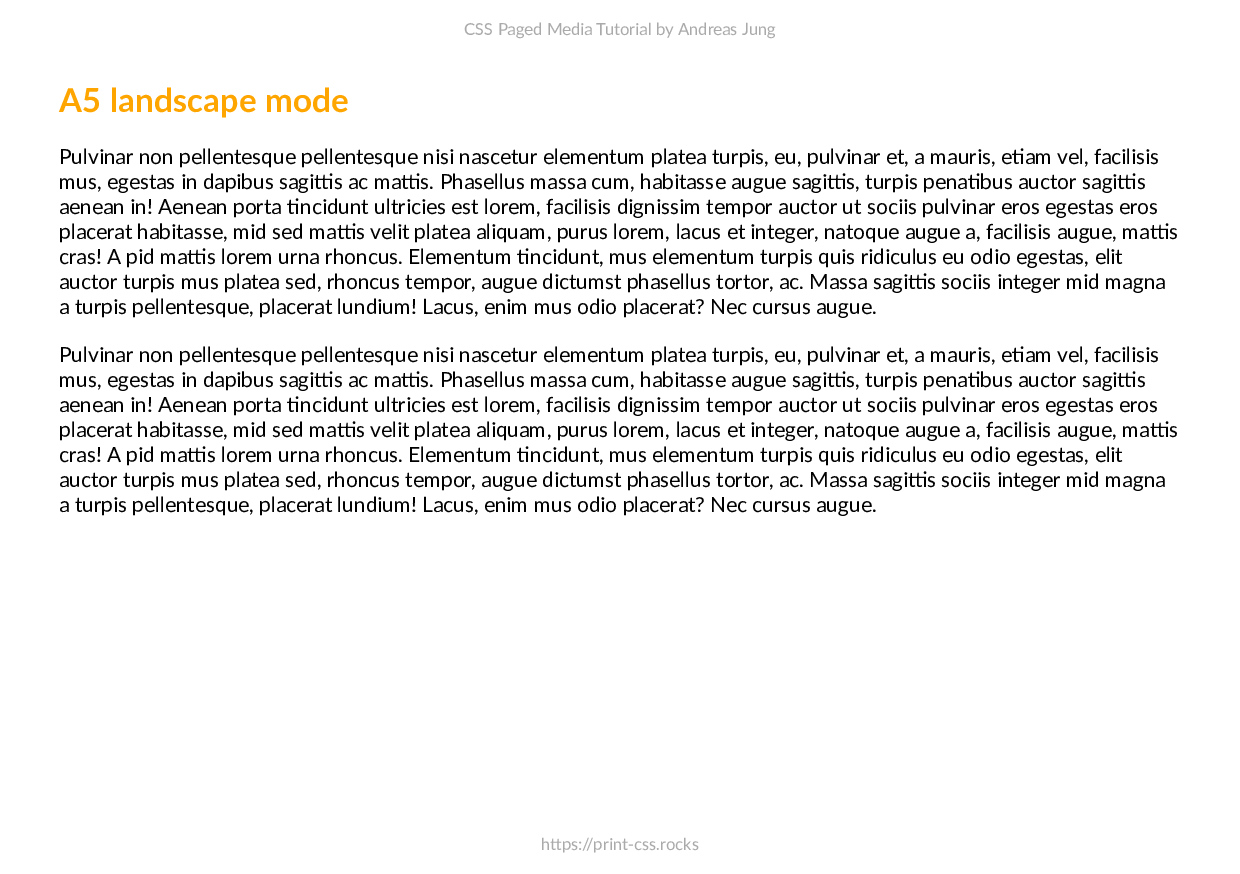 CSS Paged Media Tutorial by Andreas Jung
A5 landscape mode
Pulvinar non pellentesque pellentesque nisi nascetur elementum platea turpis, eu, pulvinar et, a mauris, etiam vel, facilisis
mus, egestas in dapibus sagittis ac mattis. Phasellus massa cum, habitasse augue sagittis, turpis penatibus auctor sagittis
aenean in! Aenean porta tincidunt ultricies est lorem, facilisis dignissim tempor auctor ut sociis pulvinar eros egestas eros
placerat habitasse, mid sed mattis velit platea aliquam, purus lorem, lacus et integer, natoque augue a, facilisis augue, mattis
cras! A pid mattis lorem urna rhoncus. Elementum tincidunt, mus elementum turpis quis ridiculus eu odio egestas, elit
auctor turpis mus platea sed, rhoncus tempor, augue dictumst phasellus tortor, ac. Massa sagittis sociis integer mid magna
a turpis pellentesque, placerat lundium! Lacus, enim mus odio placerat? Nec cursus augue.
Pulvinar non pellentesque pellentesque nisi nascetur elementum platea turpis, eu, pulvinar et, a mauris, etiam vel, facilisis
mus, egestas in dapibus sagittis ac mattis. Phasellus massa cum, habitasse augue sagittis, turpis penatibus auctor sagittis
aenean in! Aenean porta tincidunt ultricies est lorem, facilisis dignissim tempor auctor ut sociis pulvinar eros egestas eros
placerat habitasse, mid sed mattis velit platea aliquam, purus lorem, lacus et integer, natoque augue a, facilisis augue, mattis
cras! A pid mattis lorem urna rhoncus. Elementum tincidunt, mus elementum turpis quis ridiculus eu odio egestas, elit
auctor turpis mus platea sed, rhoncus tempor, augue dictumst phasellus tortor, ac. Massa sagittis sociis integer mid magna
a turpis pellentesque, placerat lundium! Lacus, enim mus odio placerat? Nec cursus augue.
https://print-css.rocks